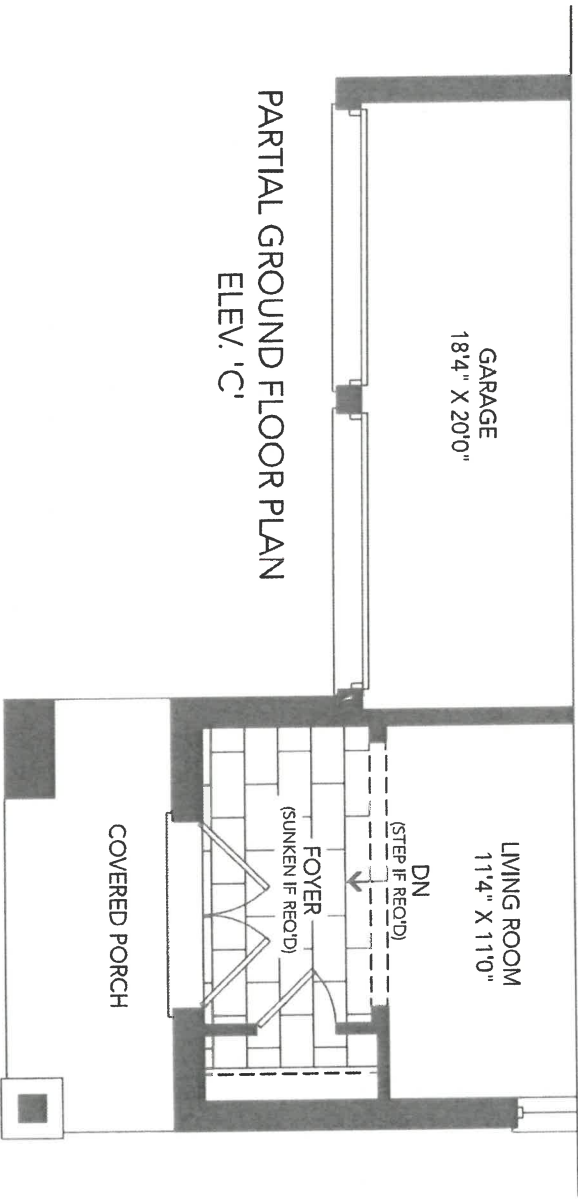 GARAGE
18'4" X 20'0"
LIVING ROOM
11'4" X 11'0"
DN
(STEP IF REQ'D)
FOYER
(SUNKEN IF REQ'D)
COVERED PORCH
PARTIAL GROUND FLOOR PLAN
ELEV. 'C'